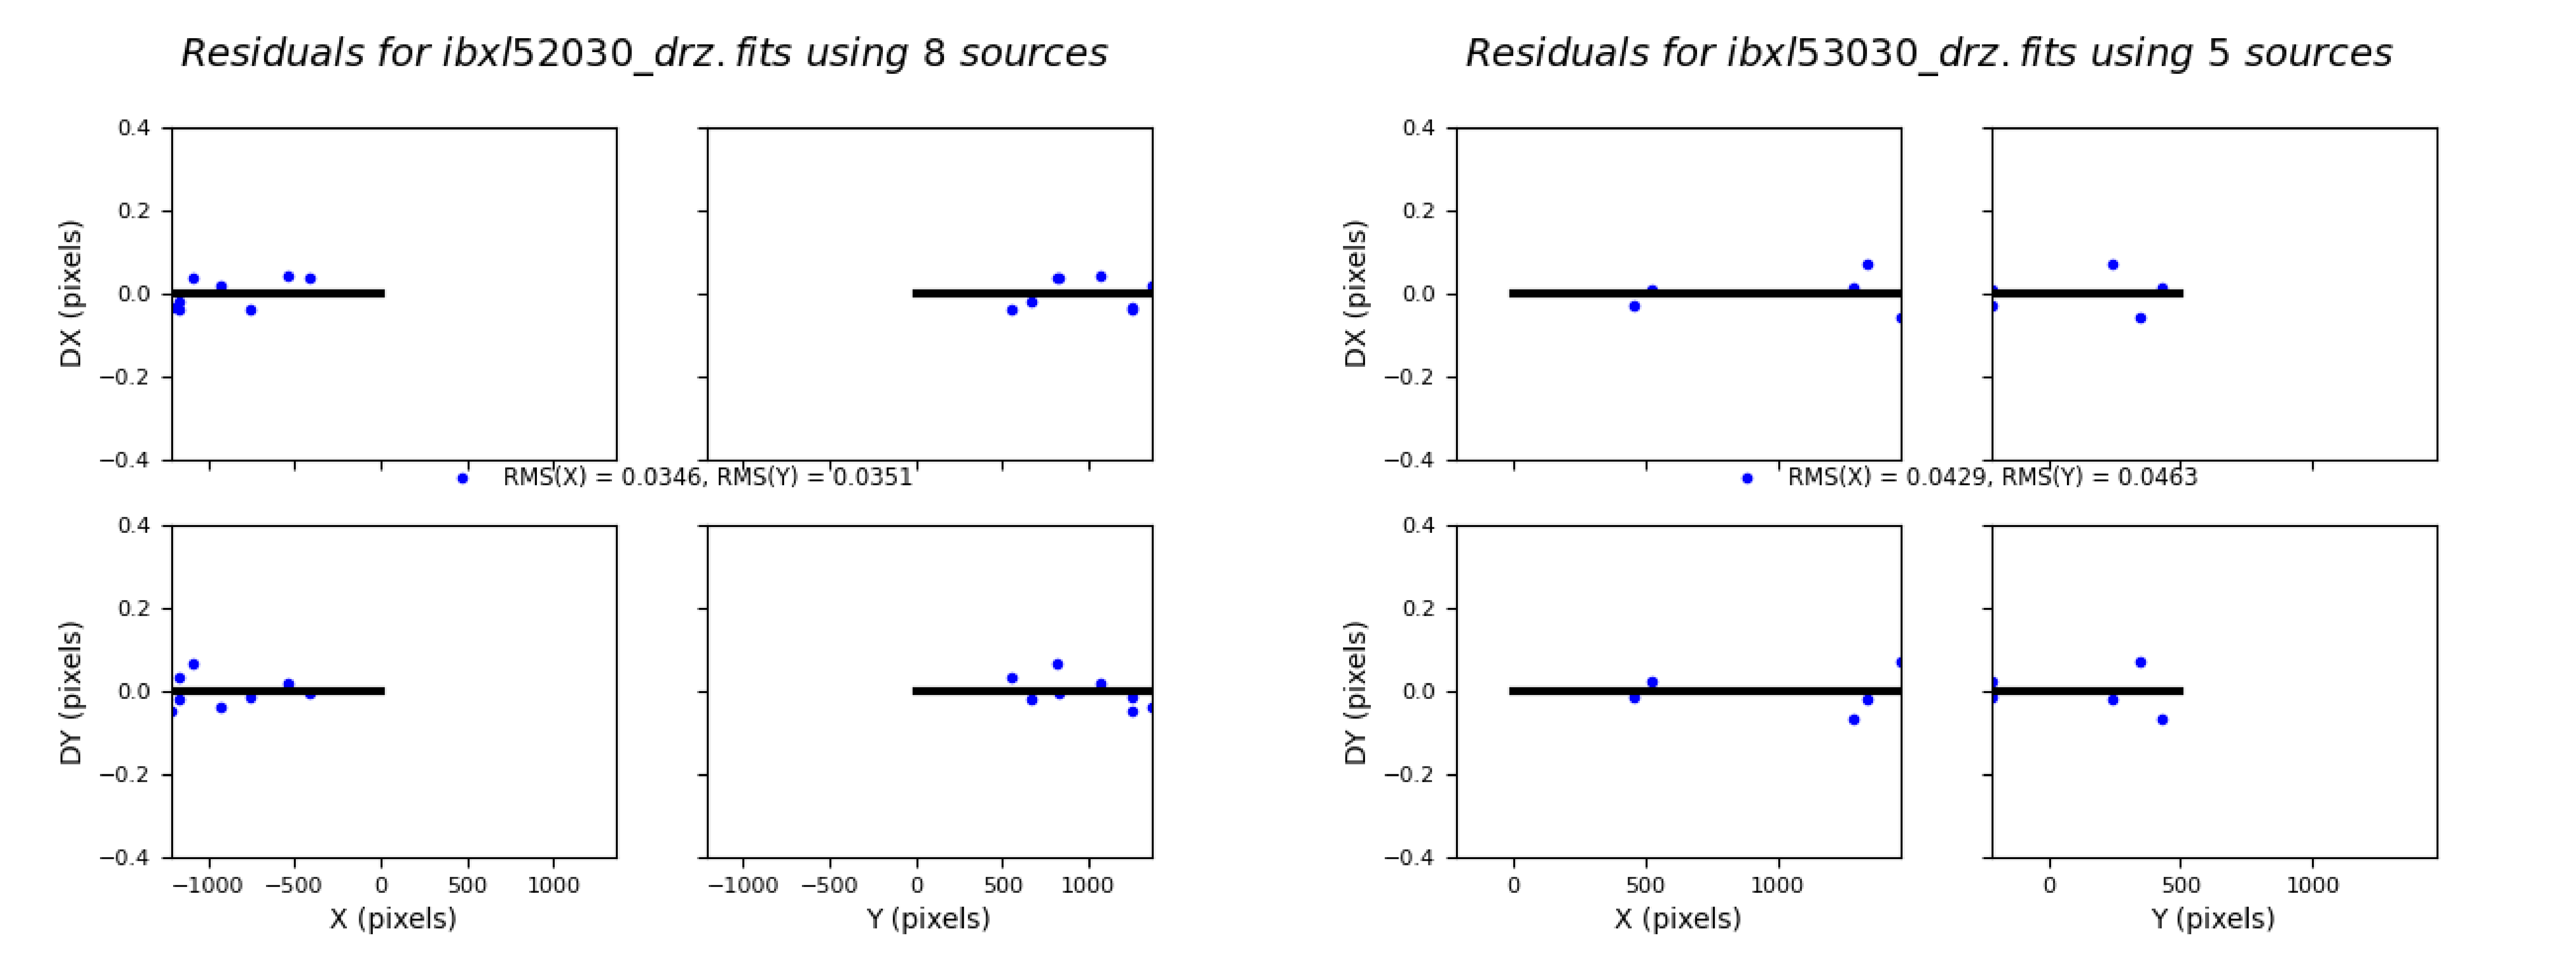 Residuals for ibxl52030_drz.fits using 8 sources
0.4
0.2
0.0
−0.2
−0.4
DX (pixels)
RMS(X) = 0.0346, RMS(Y) = 0.0351
0.4
0.2
0.0
−0.2
−0.4
DY (pixels)
−1000 −500 0 500 1000
X (pixels)
−1000 −500 0 500 1000
Y (pixels)
Residuals for ibxl53030_drz.fits using 5 sources
0.4
0.2
0.0
−0.2
−0.4
DX (pixels)
RMS(X) = 0.0429, RMS(Y) = 0.0463
0.4
0.2
0.0
−0.2
−0.4
DY (pixels)
0 500 1000
X (pixels)
0 500 1000
Y (pixels)